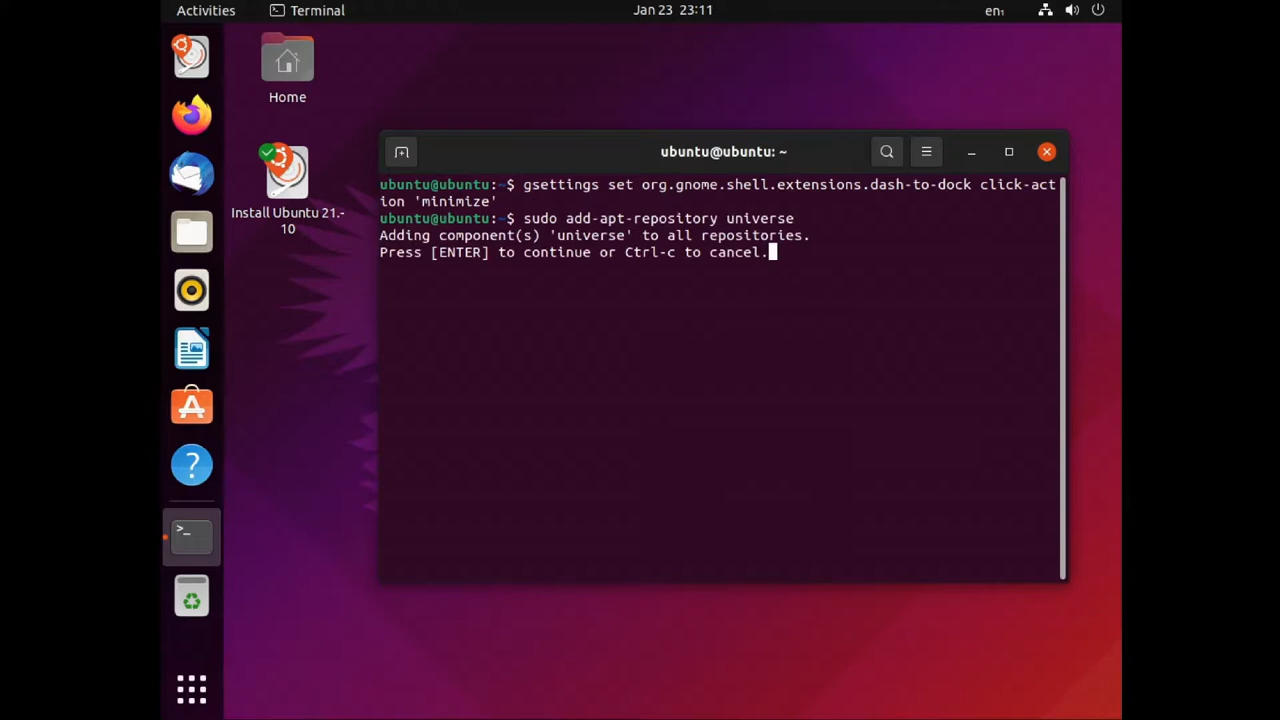 Activities Terminal Jan 23 23:11 en₁
Home
Install Ubuntu 21.-
10
ubuntu@ubuntu: ~
ubuntu@ubuntu:~$ gsettings set org.gnome.shell.extensions.dash-to-dock click-act
ion 'minimize'
ubuntu@ubuntu:~$ sudo add-apt-repository universe
Adding component(s) 'universe' to all repositories.
Press [ENTER] to continue or Ctrl-c to cancel.